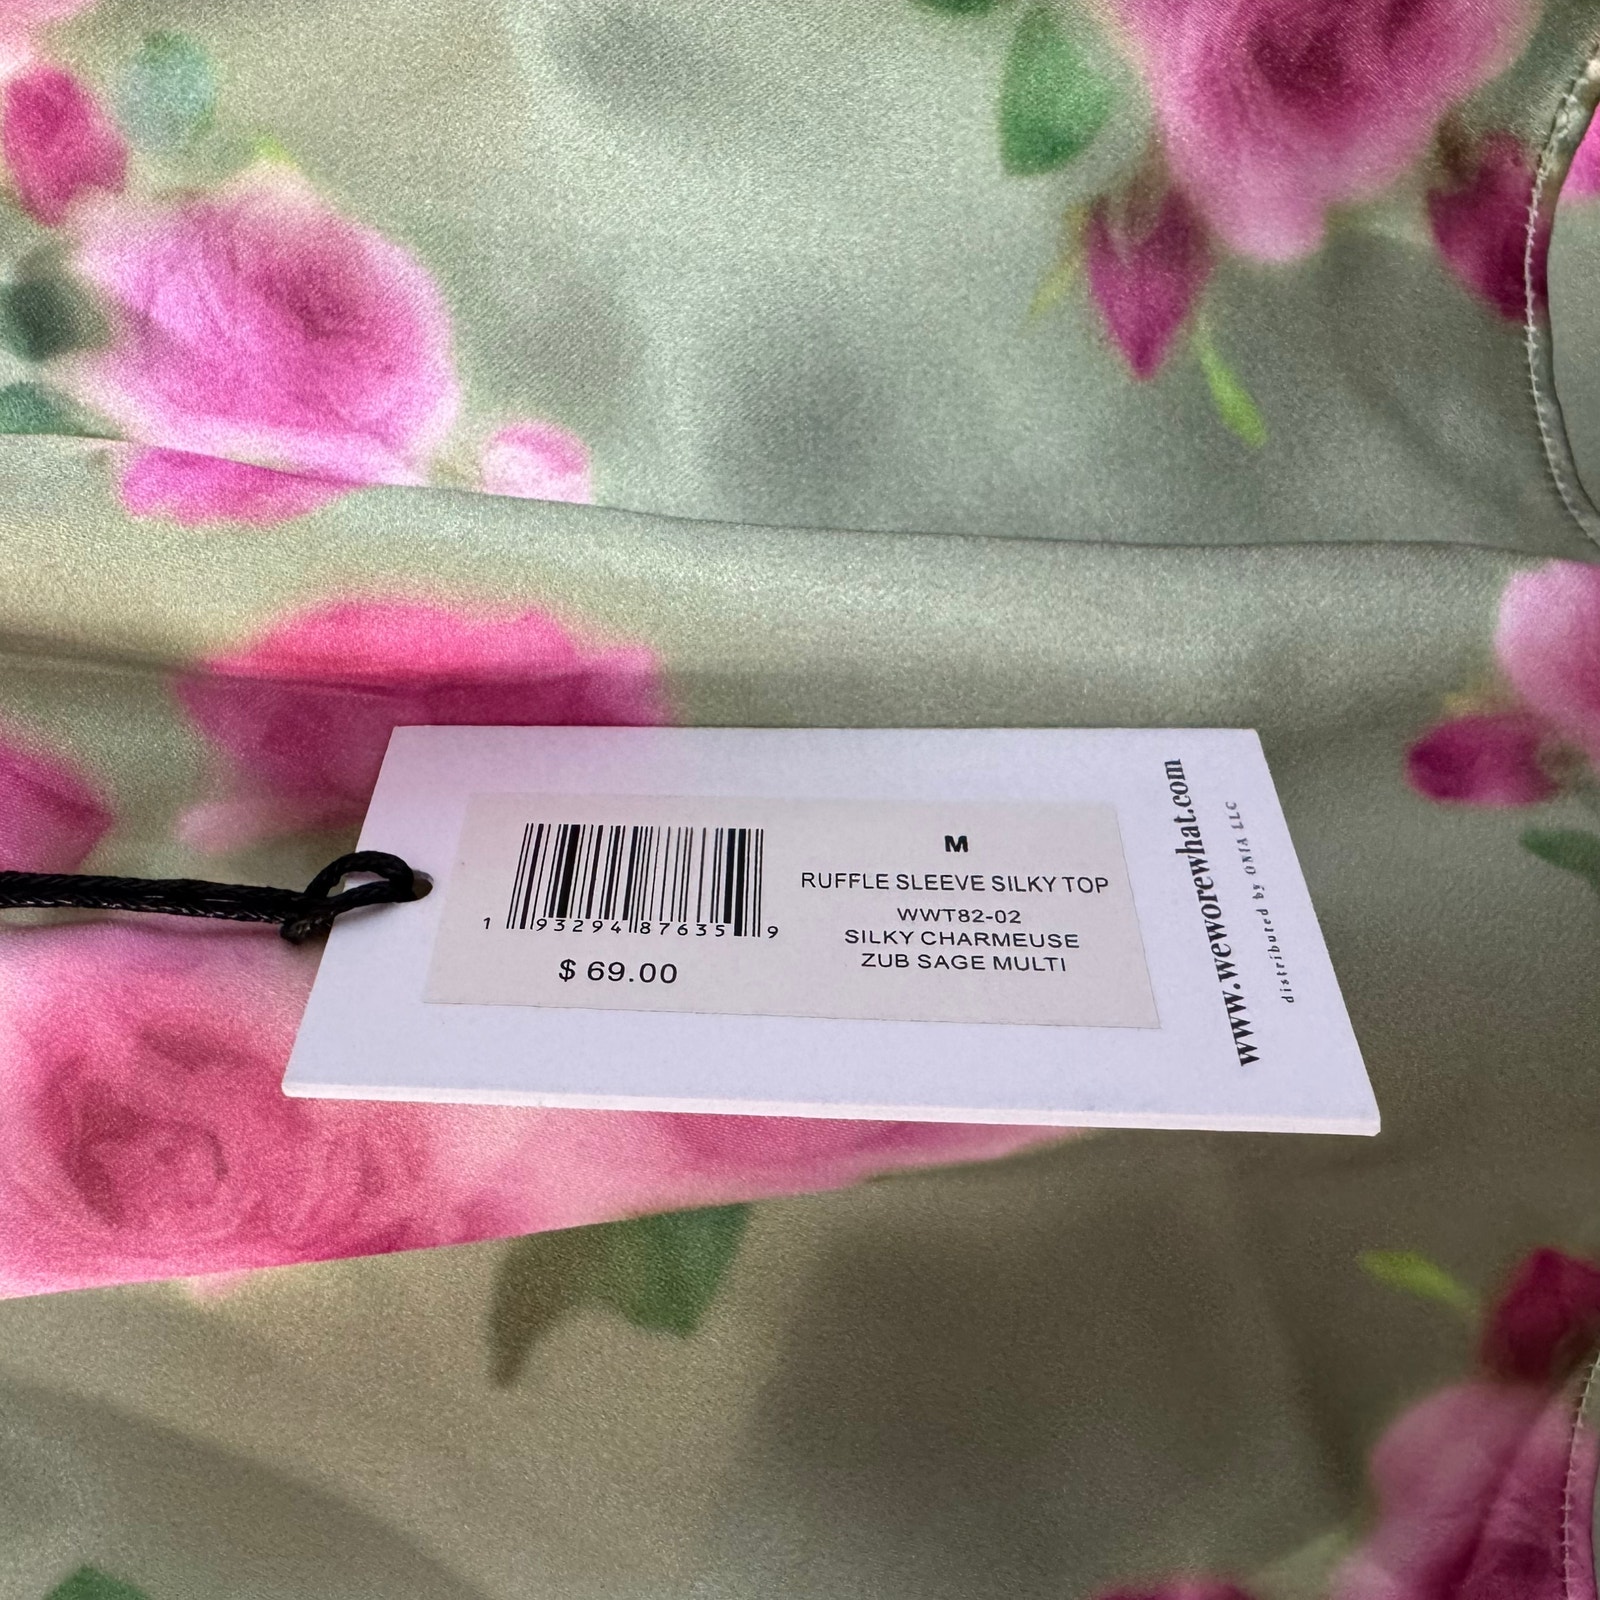 1 93294 87635 9
$ 69.00
M
RUFFLE SLEEVE SILKY TOP
WWT82-02
SILKY CHARMEUSE
ZUB SAGE MULTI
www.weworewhat.com
distributed by ONIA LLC